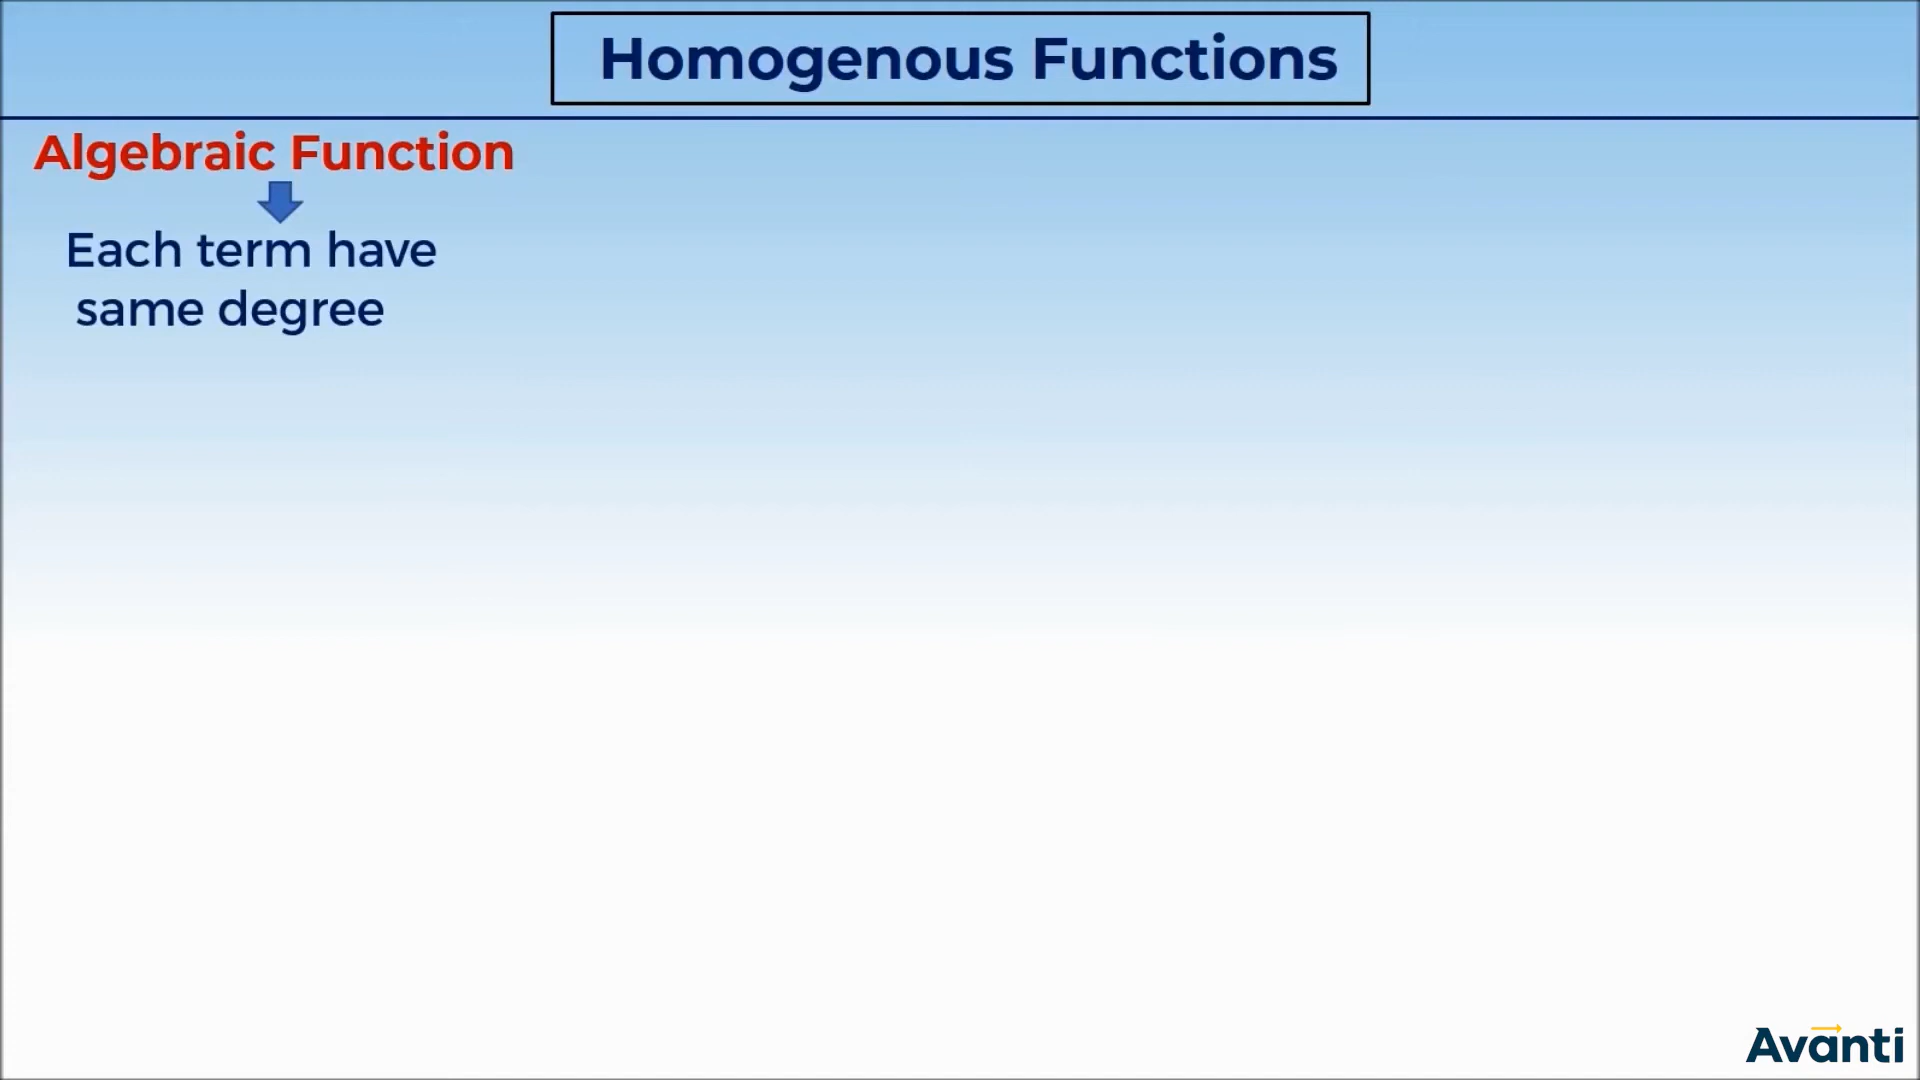 Homogenous Functions
Algebraic Function
Each term have
same degree
Avanti